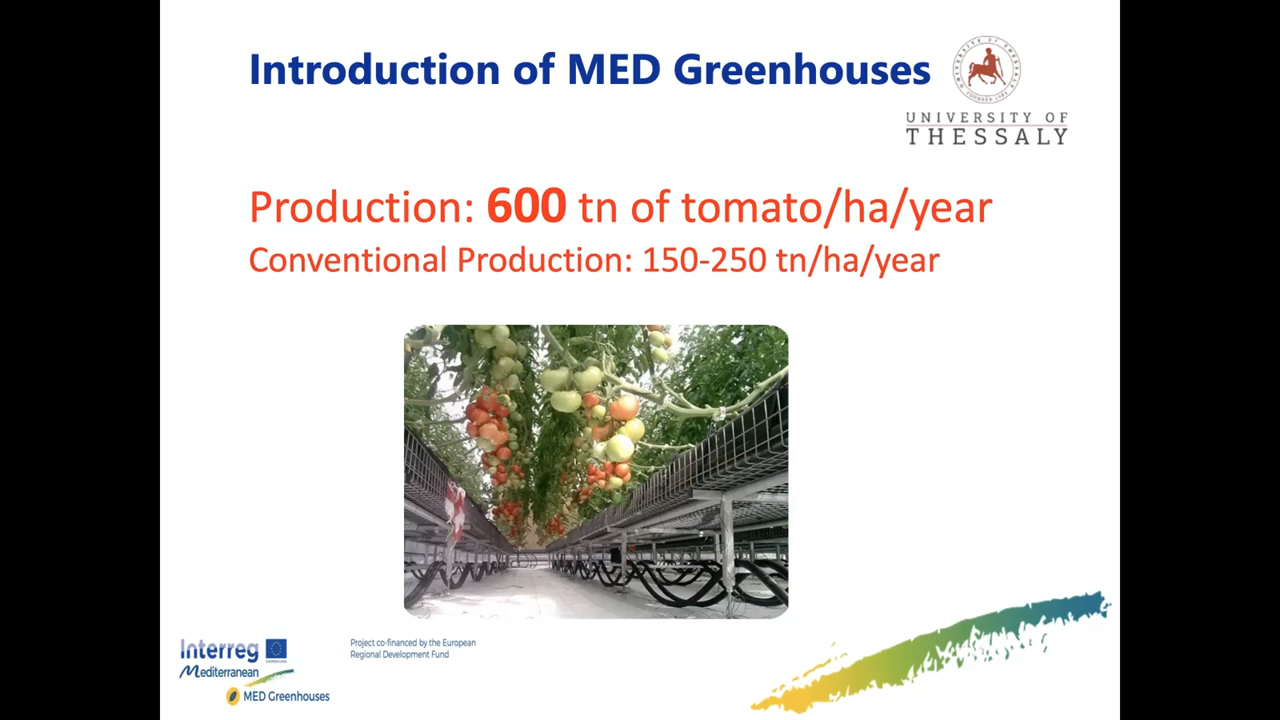 Introduction of MED Greenhouses
UNIVERSITY OF
THESSALY
Production: 600 tn of tomato/ha/year
Conventional Production: 150-250 tn/ha/year
Interreg
Mediterranean
MED Greenhouses
Project co-financed by the European
Regional Development Fund